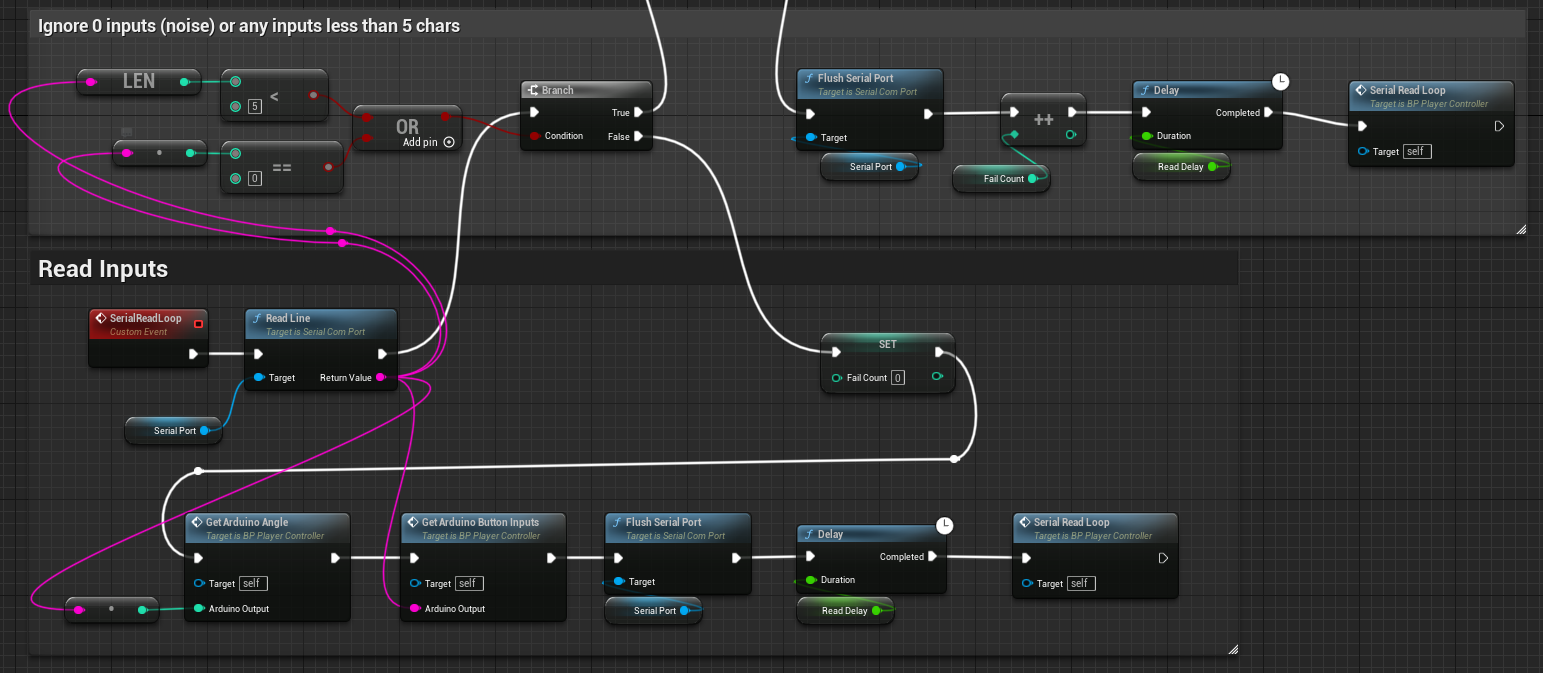 Ignore 0 inputs (noise) or any inputs less than 5 chars
LEN
<
5
==
0
OR
Add pin
Branch
True
Condition
False
Flush Serial Port
Target is Serial Com Port
Target
Serial Port
++
Fail Count
Delay
Completed
Duration
Read Delay
Serial Read Loop
Target is BP Player Controller
Target self
Read Inputs
SerialReadLoop
Custom Event
Read Line
Target is Serial Com Port
Target Return Value
Serial Port
SET
Fail Count 0
Get Arduino Angle
Target is BP Player Controller
Target self
Arduino Output
Get Arduino Button Inputs
Target is BP Player Controller
Target self
Arduino Output
Flush Serial Port
Target is Serial Com Port
Target
Serial Port
Delay
Completed
Duration
Read Delay
Serial Read Loop
Target is BP Player Controller
Target self